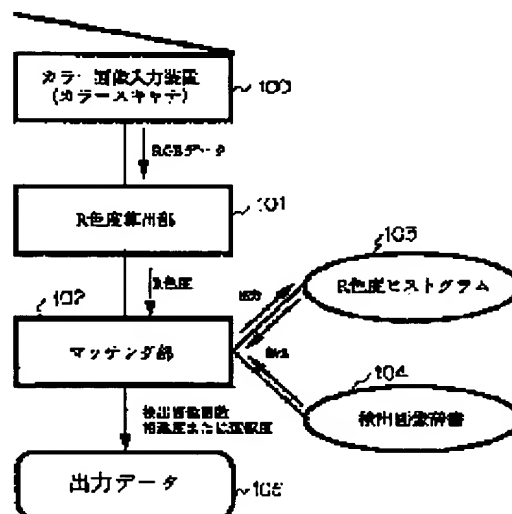 カラー画像入力装置
(カラースキャナ)
100
RGBデータ
R色度算出部
101
R色度
102
マッチング部
出力
103
R色度ヒストグラム
104
検出画像辞書
検出画像個数
相違度または類似度
出力データ
105